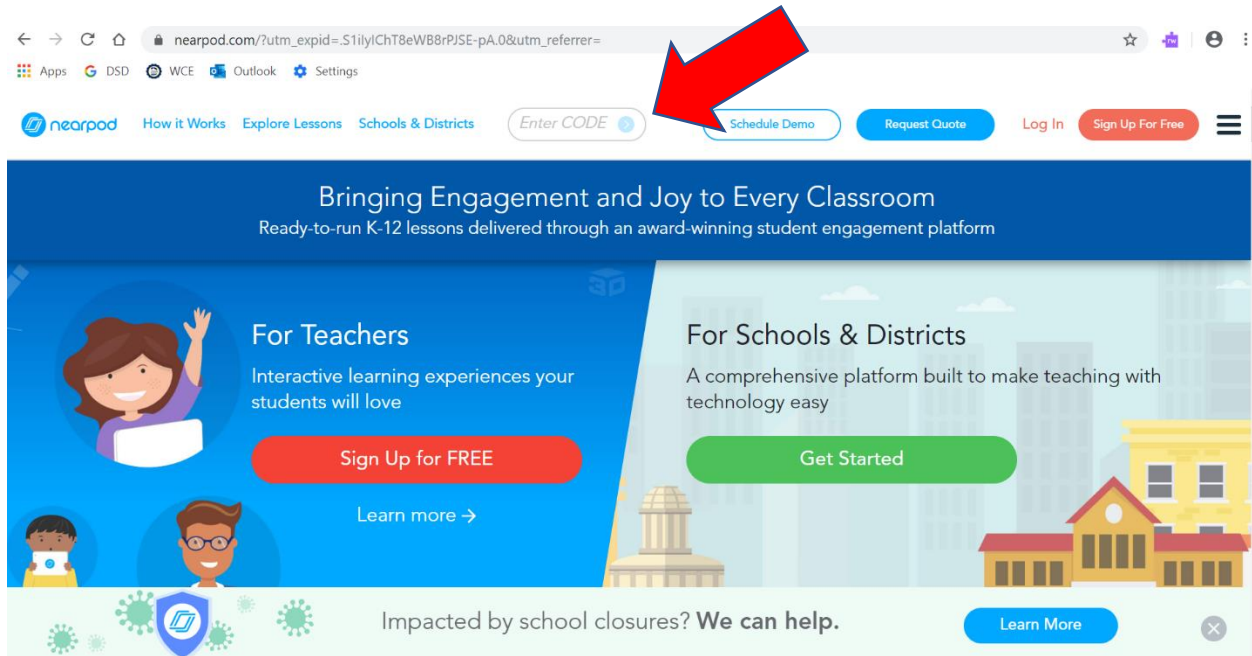 nearpod.com/?utm_expid=.S1ilyIChT8eWB8rPJSE-pA.0&utm_referrer=
Apps G DSD WCE Outlook Settings
nearpod How it Works Explore Lessons Schools & Districts Enter CODE Schedule Demo Request Quote Log In Sign Up For Free
Bringing Engagement and Joy to Every Classroom
Ready-to-run K-12 lessons delivered through an award-winning student engagement platform
3D
For Teachers
Interactive learning experiences your
students will love
Sign Up for FREE
Learn more →
For Schools & Districts
A comprehensive platform built to make teaching with
technology easy
Get Started
Impacted by school closures? We can help. Learn More